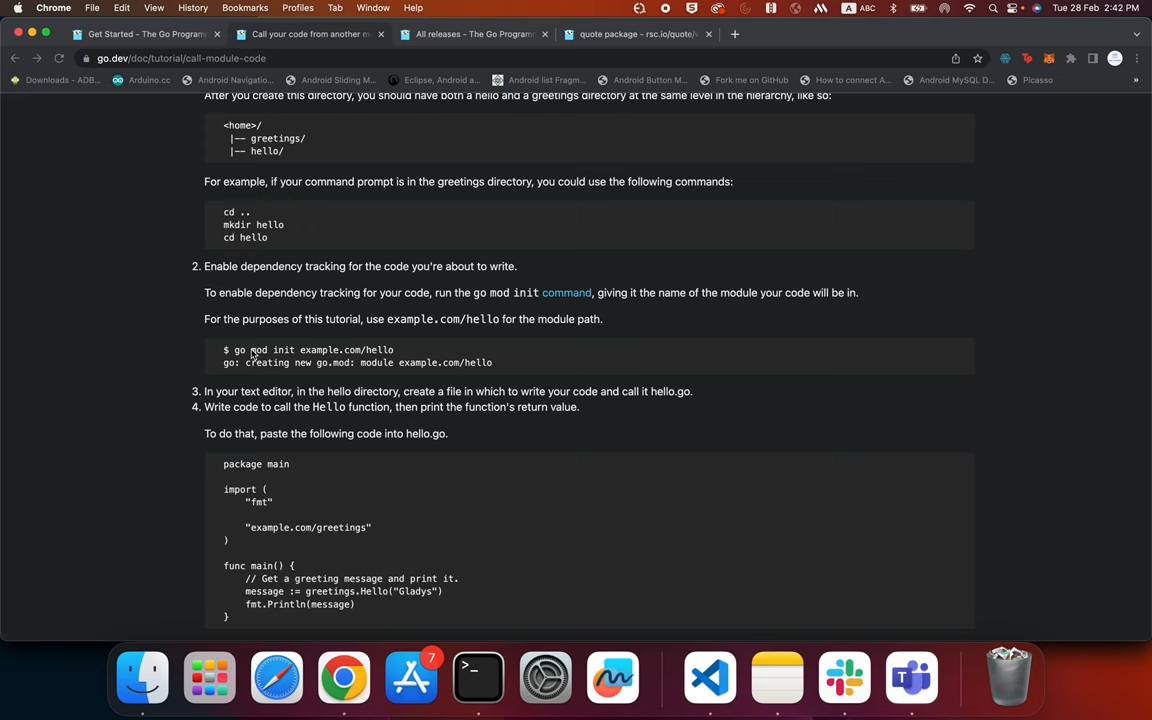 Chrome File Edit View History Bookmarks Profiles Tab Window Help A ABC Tue 28 Feb 2:42 PM
Get Started - The Go Programm Call your code from another m All releases - The Go Program quote package - rsc.io/quote/v
go.dev/doc/tutorial/call-module-code
Downloads - ADB... Arduino.cc Android Navigatio... Android Sliding M... Eclipse, Android a... Android list Fragm... Android Button M... Fork me on GitHub How to connect A... Android MySQL D... Picasso »
After you create this directory, you should have both a hello and a greetings directory at the same level in the hierarchy, like so:
<home>/
|-- greetings/
|-- hello/
For example, if your command prompt is in the greetings directory, you could use the following commands:
cd ..
mkdir hello
cd hello
2. Enable dependency tracking for the code you're about to write.
To enable dependency tracking for your code, run the go mod init command, giving it the name of the module your code will be in.
For the purposes of this tutorial, use example.com/hello for the module path.
$ go mod init example.com/hello
go: creating new go.mod: module example.com/hello
3. In your text editor, in the hello directory, create a file in which to write your code and call it hello.go.
4. Write code to call the Hello function, then print the function's return value.
To do that, paste the following code into hello.go.
package main
import (
"fmt"
"example.com/greetings"
)
func main() {
// Get a greeting message and print it.
message := greetings.Hello("Gladys")
fmt.Println(message)
}
7
>_